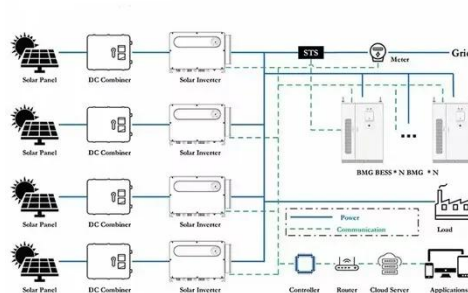 STS
Meter
Grid
Solar Panel DC Combiner Solar Inverter
Solar Panel DC Combiner Solar Inverter
BMG BESS * N BMG * N
Solar Panel DC Combiner Solar Inverter
Power
Communication
Load
Solar Panel DC Combiner Solar Inverter
Controller Router Cloud Server Applications